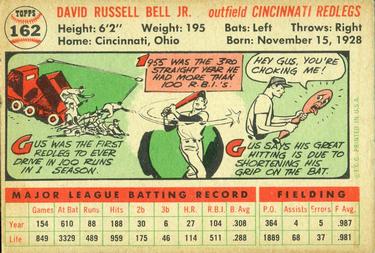 TOPPS
162
DAVID RUSSELL BELL JR. outfield CINCINNATI REDLEGS
Height: 6'2" Weight: 195 Bats: Left Throws: Right
Home: Cincinnati, Ohio Born: November 15, 1928
GUS WAS THE FIRST
REDLEG TO EVER
DRIVE IN 100 RUNS
IN 1 SEASON.
1955 WAS THE 3RD
STRAIGHT YEAR HE
HAD MORE THAN
100 R.B.I.'S.
HEY GUS, YOU'RE
CHOKING ME!
GUS SAYS HIS GREAT
HITTING IS DUE TO
SHORTENING HIS
GRIP ON THE BAT.
©T.C.G. PRINTED IN U.S.A.
MAJOR LEAGUE BATTING RECORD FIELDING
Games At Bat Runs Hits 2b 3b H.R. R.B.I. B. Avg P.O. Assists Errors F. Avg.
Year 154 610 88 188 30 6 27 104 .308 364 4 5 .987
Life 849 3329 489 959 175 46 114 511 .288 1889 68 37 .981